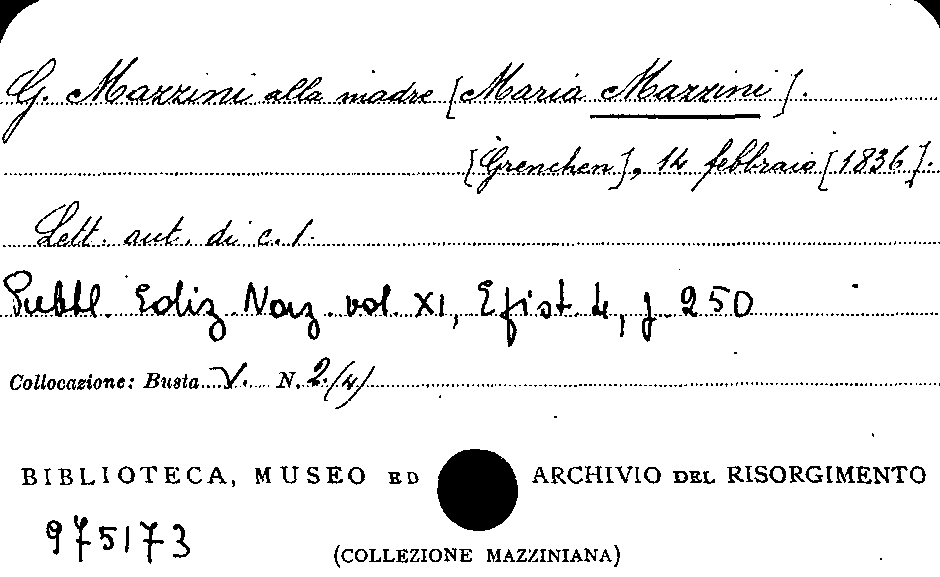 G. Mazzini alla madre [Maria Mazzini].
[Grenchen], 14 febbraio [1836].
Lett. aut. di c. 1.
Pubbl. Ediz. Naz. vol. XI, Epist. 4, p. 250
Collocazione: Busta V. N. 2/(4)
BIBLIOTECA, MUSEO ED ARCHIVIO DEL RISORGIMENTO
975173
(COLLEZIONE MAZZINIANA)